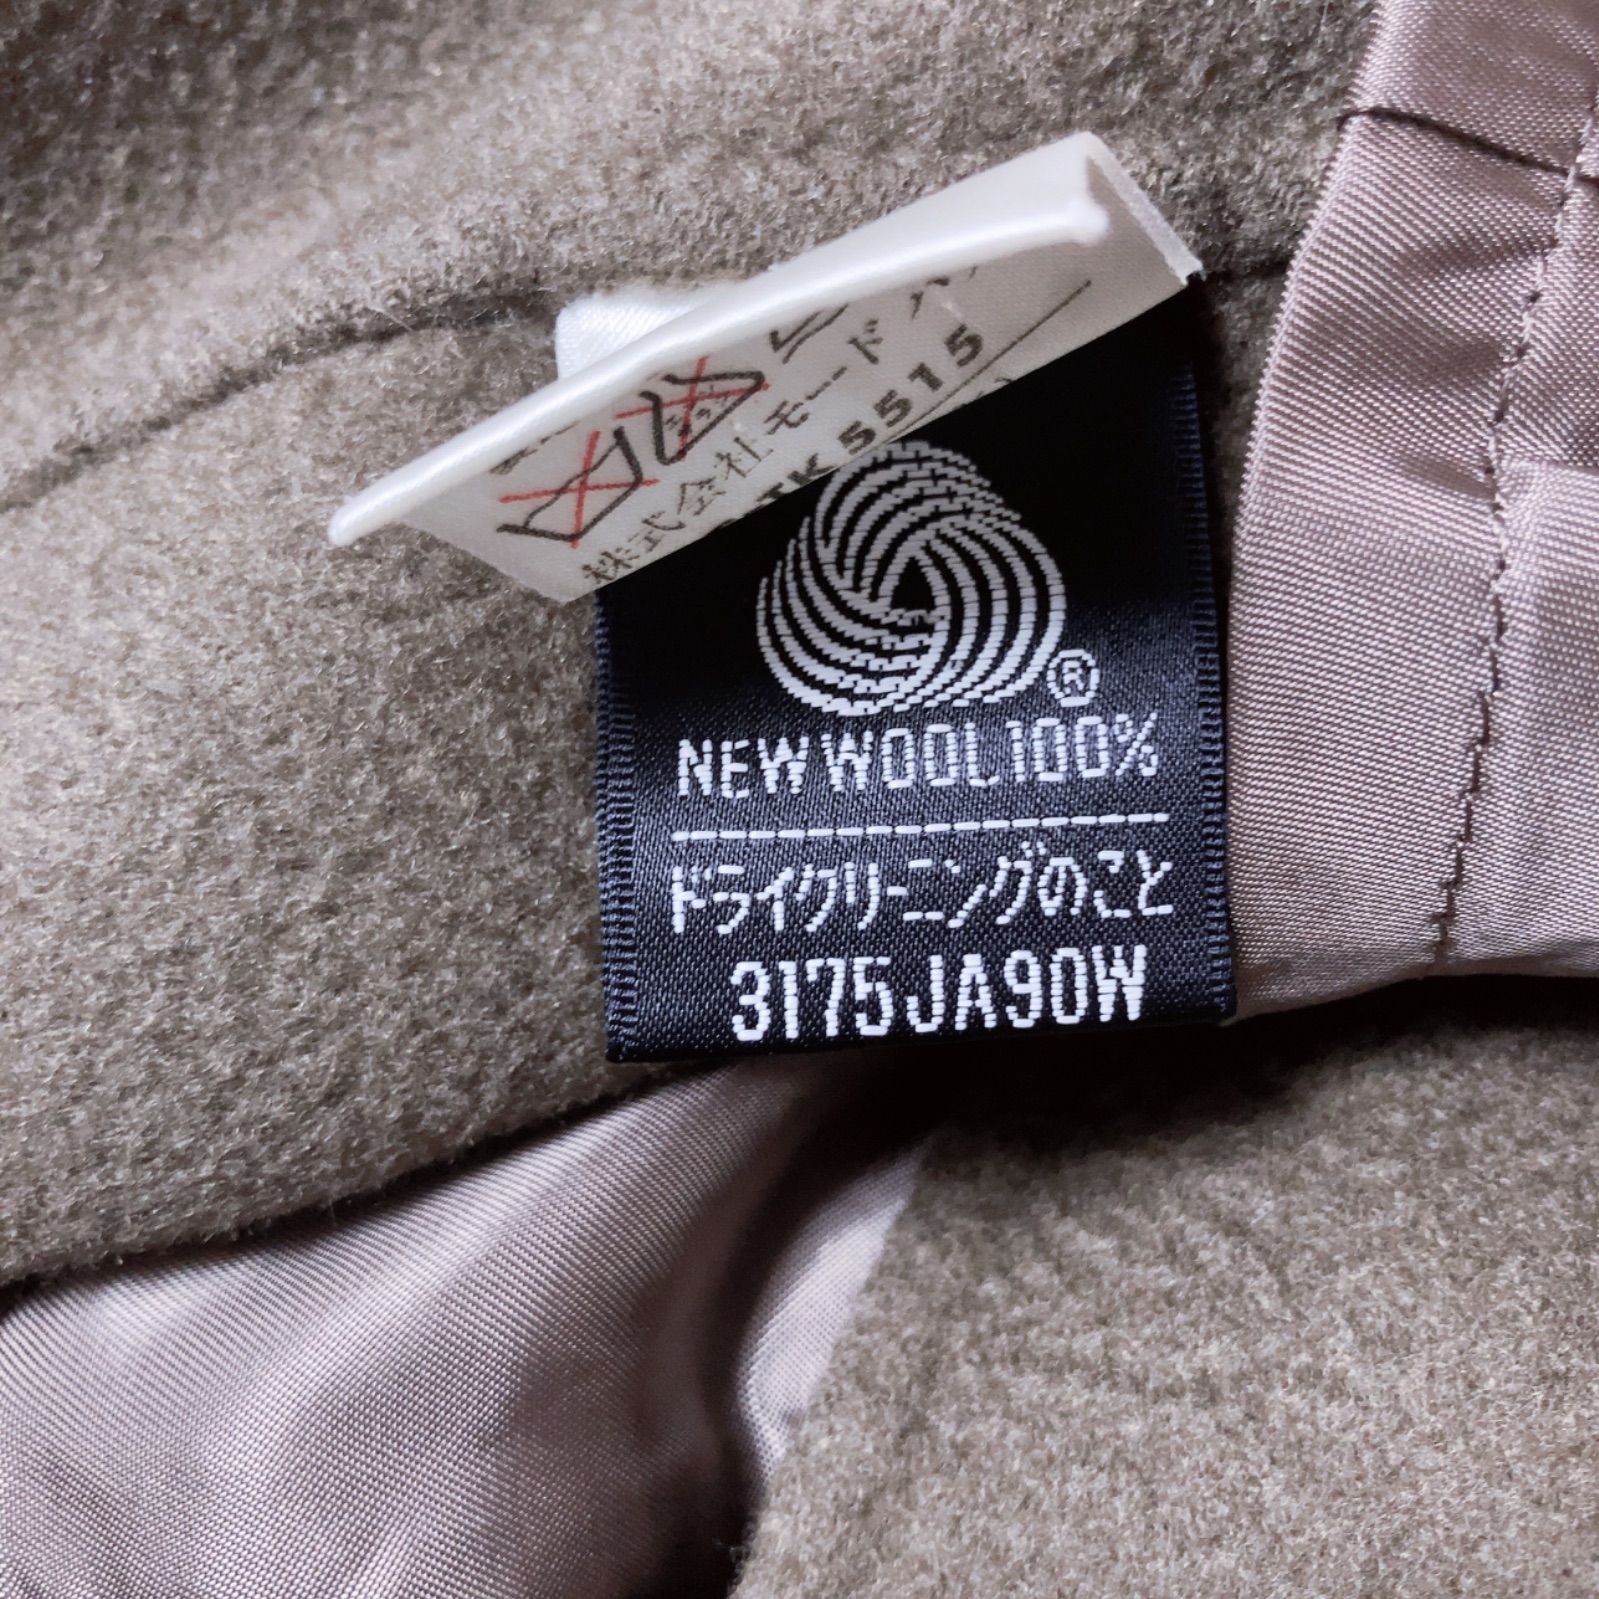 株式会社モード
TK 5515
®
NEW WOOL 100%
ドライクリーニングのこと
3175JA90W